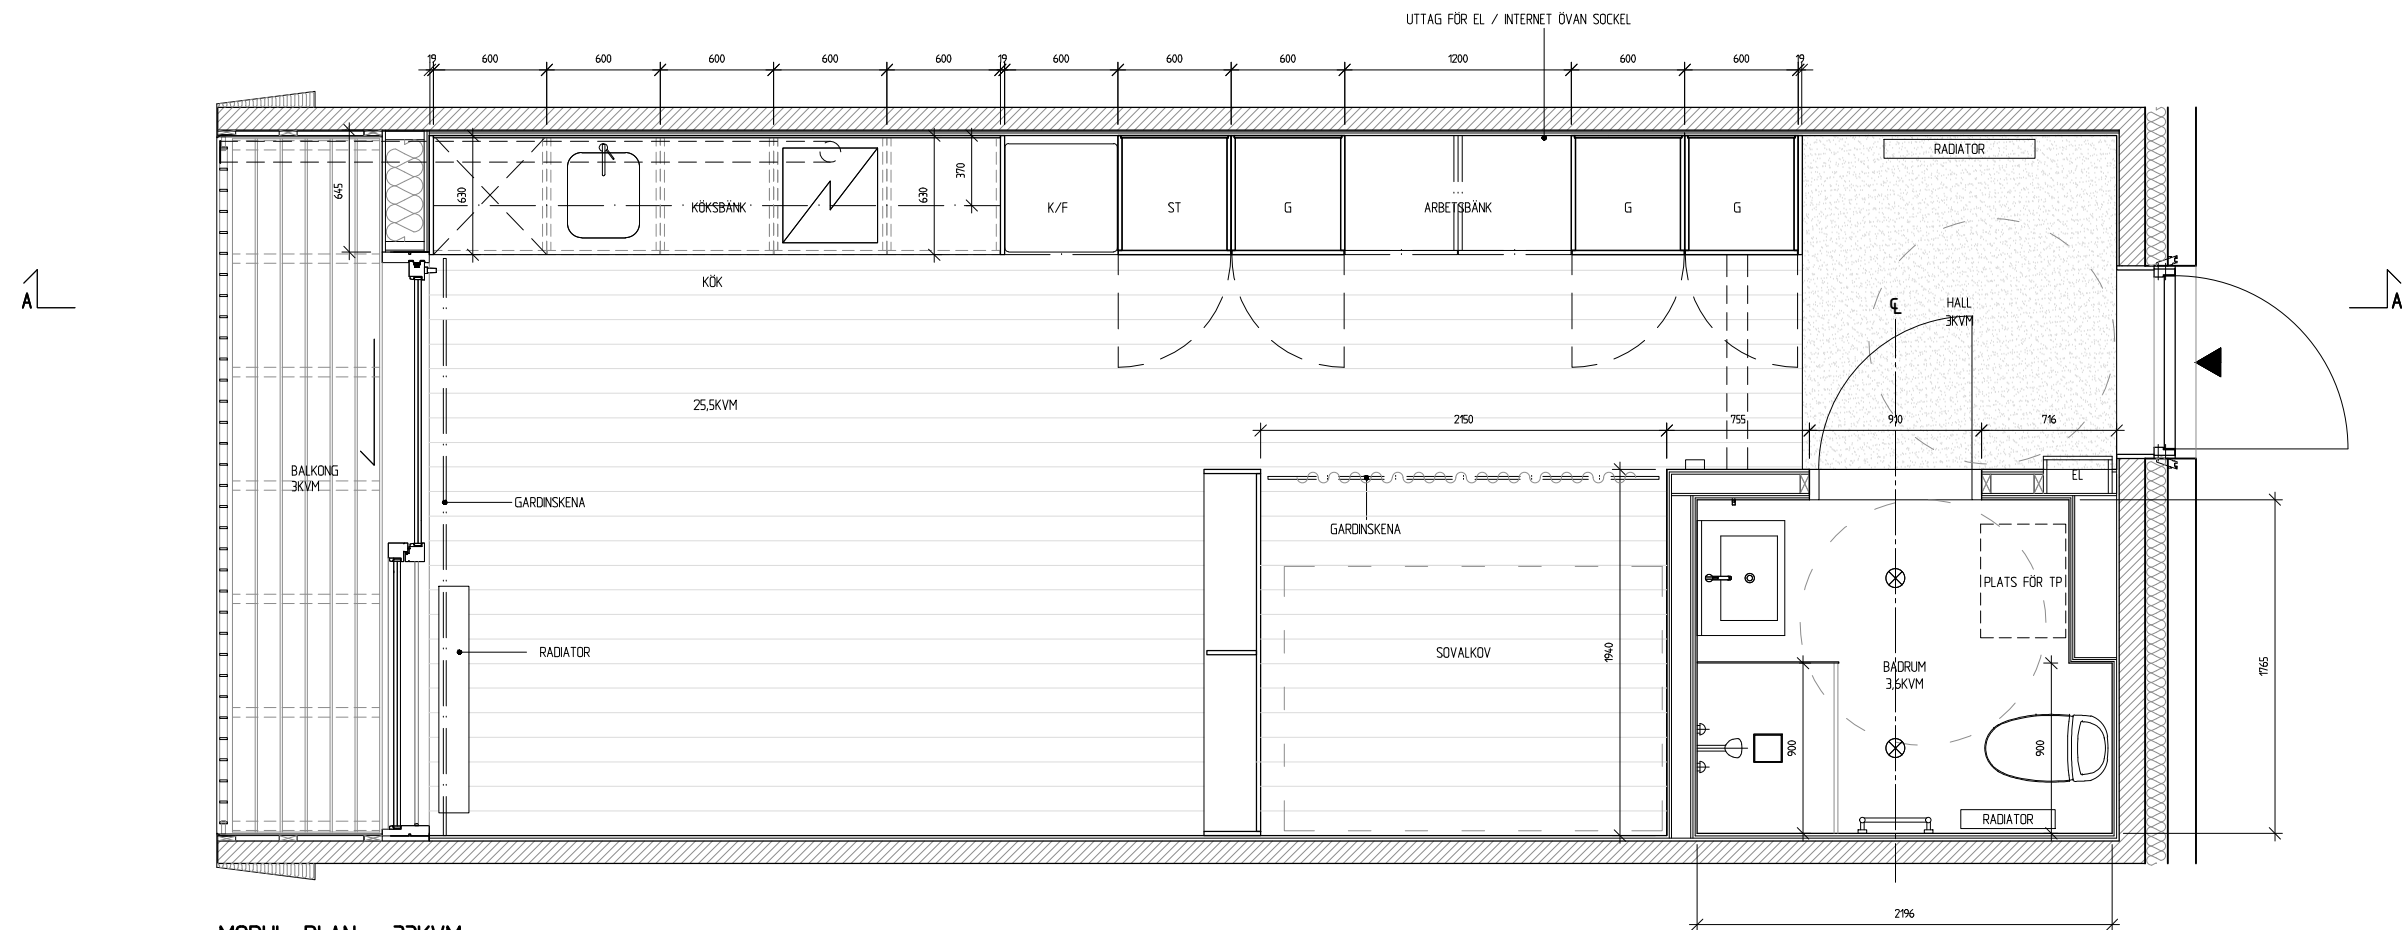 UTTAG FÖR EL / INTERNET ÖVAN SOCKEL
19 600 600 600 600 600 19 600 600 600 1200 600 600 19
RADIATOR
645
630
630
370
KÖKSBÄNK
K/F
ST
G
ARBETSBÄNK
G
G
A
A
KÖK
HALL
3KVM
25,5KVM
2150 755 910 716
BALKONG
3KVM
GARDINSKENA
GARDINSKENA
EL
PLATS FÖR TP
RADIATOR
SOVALKOV
1940
BADRUM
3,6KVM
1765
900
900
RADIATOR
2196
MODUL PLAN